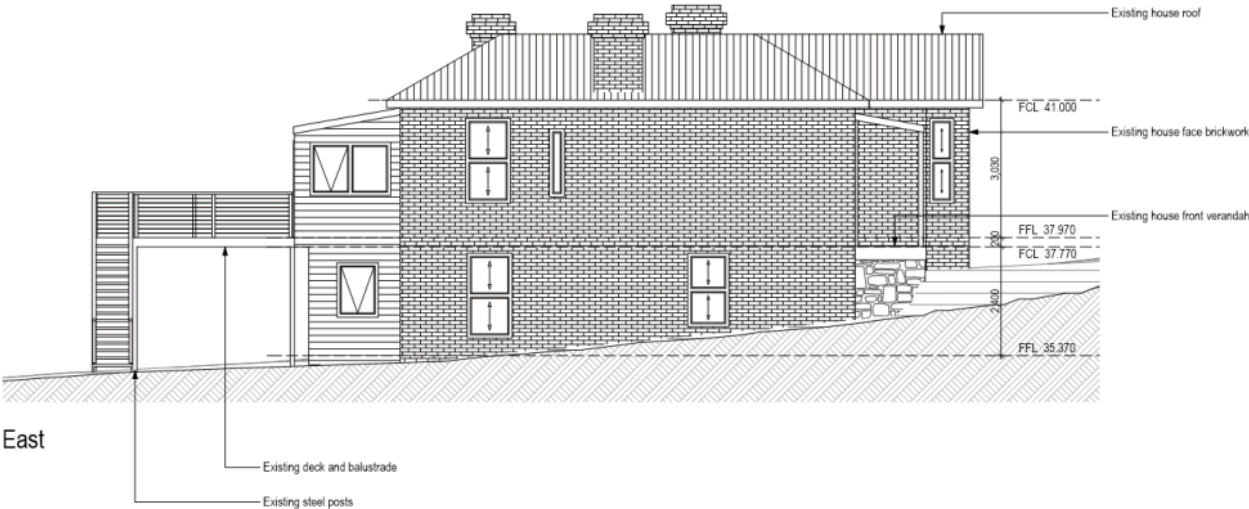 Existing house roof
FCL 41.000
Existing house face brickwork
3,030
Existing house front verandah
FFL 37.970
200
FCL 37.770
2,400
FFL 35.370
East
Existing deck and balustrade
Existing steel posts